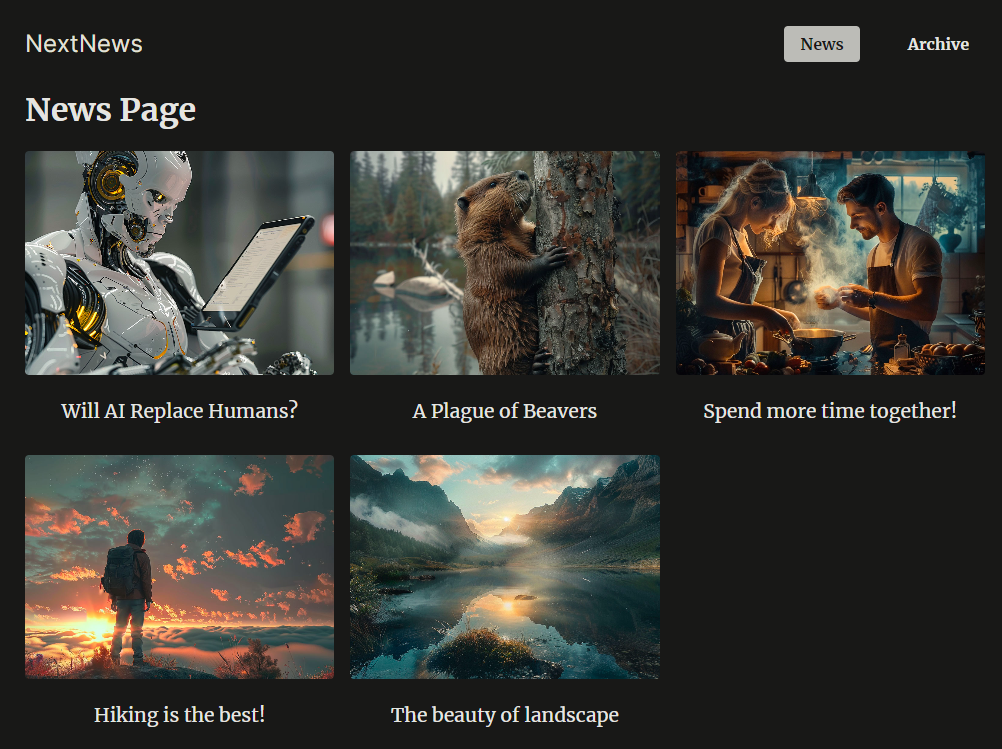 NextNews
News
Archive
News Page
Will AI Replace Humans?
A Plague of Beavers
Spend more time together!
Hiking is the best!
The beauty of landscape